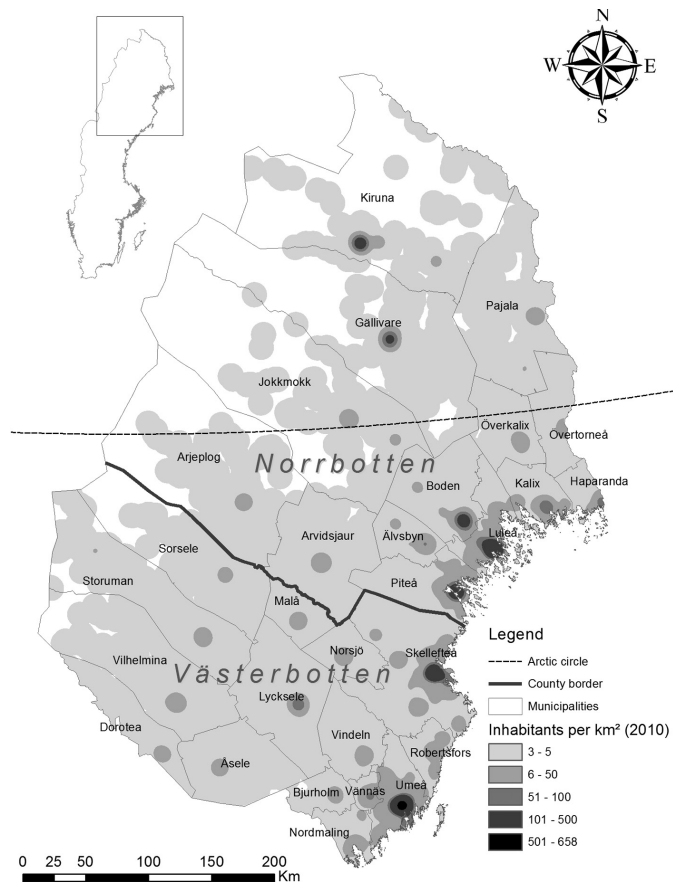 N
W E
S
Kiruna
Pajala
Gällivare
Jokkmokk
Överkalix
Övertorneå
Arjeplog
Norrbotten
Boden
Kalix
Haparanda
Sorsele
Arvidsjaur
Älvsbyn
Luleå
Storuman
Piteå
Malå
Norsjö
Skellefteå
Vilhelmina
Västerbotten
Lycksele
Dorotea
Vindeln
Robertsfors
Åsele
Bjurholm
Vännäs
Umeå
Nordmaling
Legend
Arctic circle
County border
Municipalities
Inhabitants per km² (2010)
3 - 5
6 - 50
51 - 100
101 - 500
501 - 658
0 25 50 100 150 200
Km